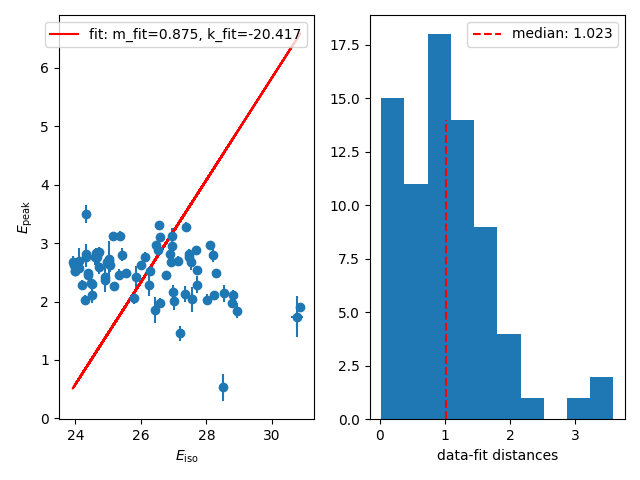 fit: m_fit=0.875, k_fit=-20.417
6
5
4
3
2
1
0
E_peak
24 26 28 30
E_iso
median: 1.023
17.5
15.0
12.5
10.0
7.5
5.0
2.5
0.0
0 1 2 3
data-fit distances